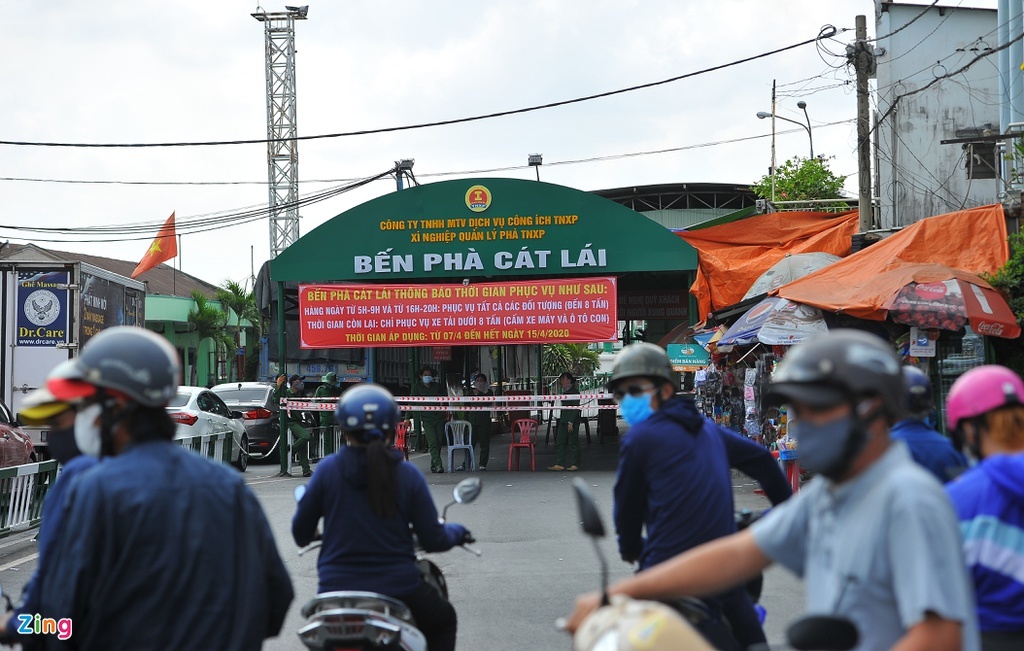 CÔNG TY TNHH MTV DỊCH VỤ CÔNG ÍCH TNXP
XÍ NGHIỆP QUẢN LÝ PHÀ TNXP
BẾN PHÀ CÁT LÁI
BẾN PHÀ CÁT LÁI THÔNG BÁO THỜI GIAN PHỤC VỤ NHƯ SAU:
HÀNG NGÀY TỪ 5H-9H VÀ TỪ 16H-20H: PHỤC VỤ TẤT CẢ CÁC ĐỐI TƯỢNG (ĐẾN 8 TẤN)
THỜI GIAN CÒN LẠI: CHỈ PHỤC VỤ XE TẢI DƯỚI 8 TẤN (CẤM XE MÁY VÀ Ô TÔ CON)
THỜI GIAN ÁP DỤNG: TỪ 07/4 ĐẾN HẾT NGÀY 15/4/2020
Ghế Massage
Dr.Care
Coca-Cola
Zing